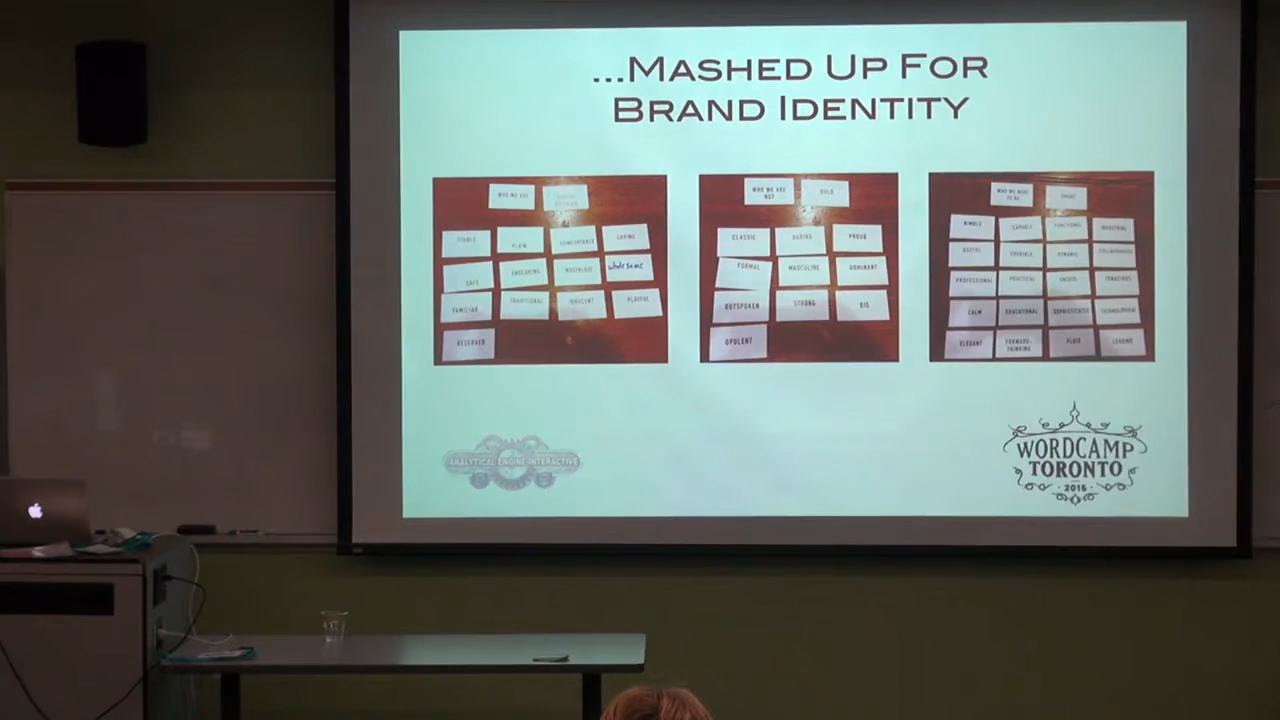 ...MASHED UP FOR
BRAND IDENTITY
WHO WE ARE
STABLE PLAIN COMFORTABLE CARING
SAFE ENGAGING NOSTALGIC wholesome
FAMILIAR TRADITIONAL INNOCENT PLAYFUL
RESERVED
WHO WE ARE
NOT
BOLD
CLASSIC DARING PROUD
FORMAL MASCULINE DOMINANT
OUTSPOKEN STRONG BIG
OPULENT
WHO WE WANT
TO BE
SMART
NIMBLE CAPABLE FUNCTIONAL INDUSTRIAL
USEFUL CREDIBLE DYNAMIC COLLABORATIVE
PROFESSIONAL PRACTICAL TENACIOUS
CALM EDUCATIONAL SOPHISTICATED TECHNOLOGICAL
ELEGANT FORWARD-
THINKING
FLUID LEADING
ANALYTICAL ENGINE INTERACTIVE
WORDCAMP
TORONTO
· 2016 ·